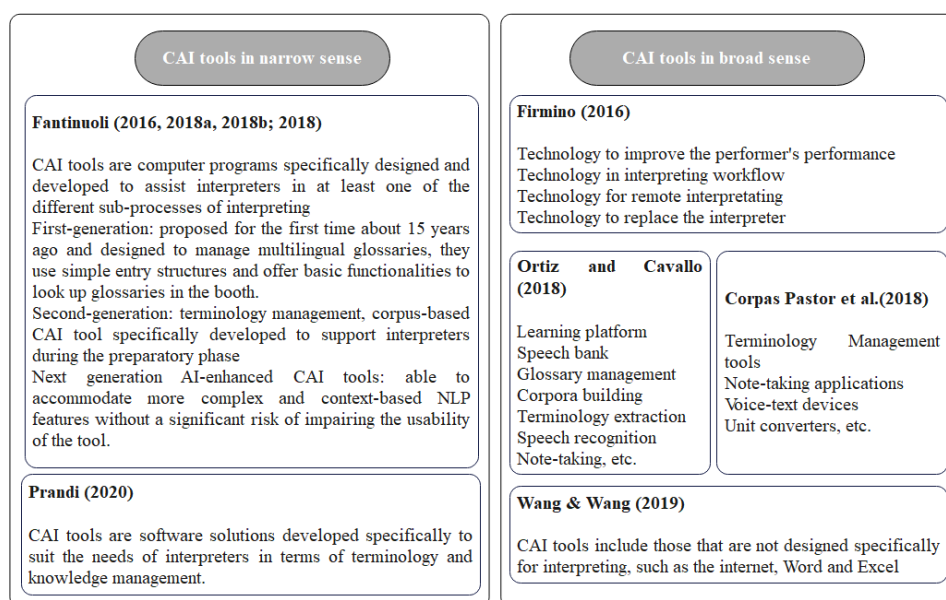 CAI tools in narrow sense
Fantinuoli (2016, 2018a, 2018b; 2018)
CAI tools are computer programs specifically designed and
developed to assist interpreters in at least one of the
different sub-processes of interpreting
First-generation: proposed for the first time about 15 years
ago and designed to manage multilingual glossaries, they
use simple entry structures and offer basic functionalities to
look up glossaries in the booth.
Second-generation: terminology management, corpus-based
CAI tool specifically developed to support interpreters
during the preparatory phase
Next generation AI-enhanced CAI tools: able to
accommodate more complex and context-based NLP
features without a significant risk of impairing the usability
of the tool.
Prandi (2020)
CAI tools are software solutions developed specifically to
suit the needs of interpreters in terms of terminology and
knowledge management.
CAI tools in broad sense
Firmino (2016)
Technology to improve the performer's performance
Technology in interpreting workflow
Technology for remote interpretating
Technology to replace the interpreter
Ortiz and Cavallo
(2018)
Learning platform
Speech bank
Glossary management
Corpora building
Terminology extraction
Speech recognition
Note-taking, etc.
Corpas Pastor et al.(2018)
Terminology Management
tools
Note-taking applications
Voice-text devices
Unit converters, etc.
Wang & Wang (2019)
CAI tools include those that are not designed specifically
for interpreting, such as the internet, Word and Excel